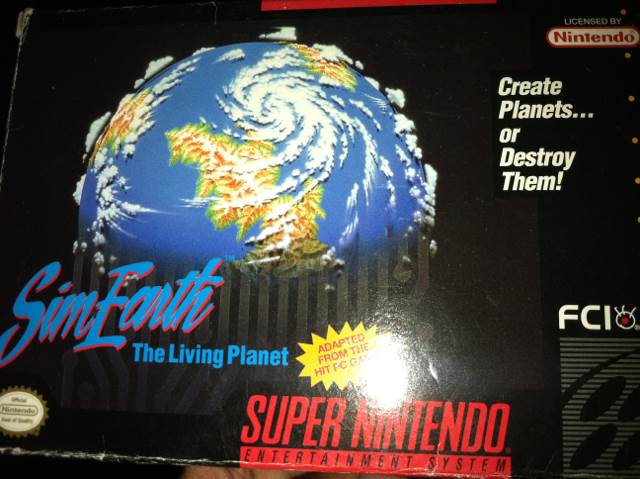 LICENSED BY
Nintendo
Create
Planets...
or
Destroy
Them!
SimEarth™
The Living Planet
ADAPTED
FROM THE
HIT PC
FCI
Official
Nintendo
Seal of Quality
SUPER NINTENDO
ENTERTAINMENT SYSTEM